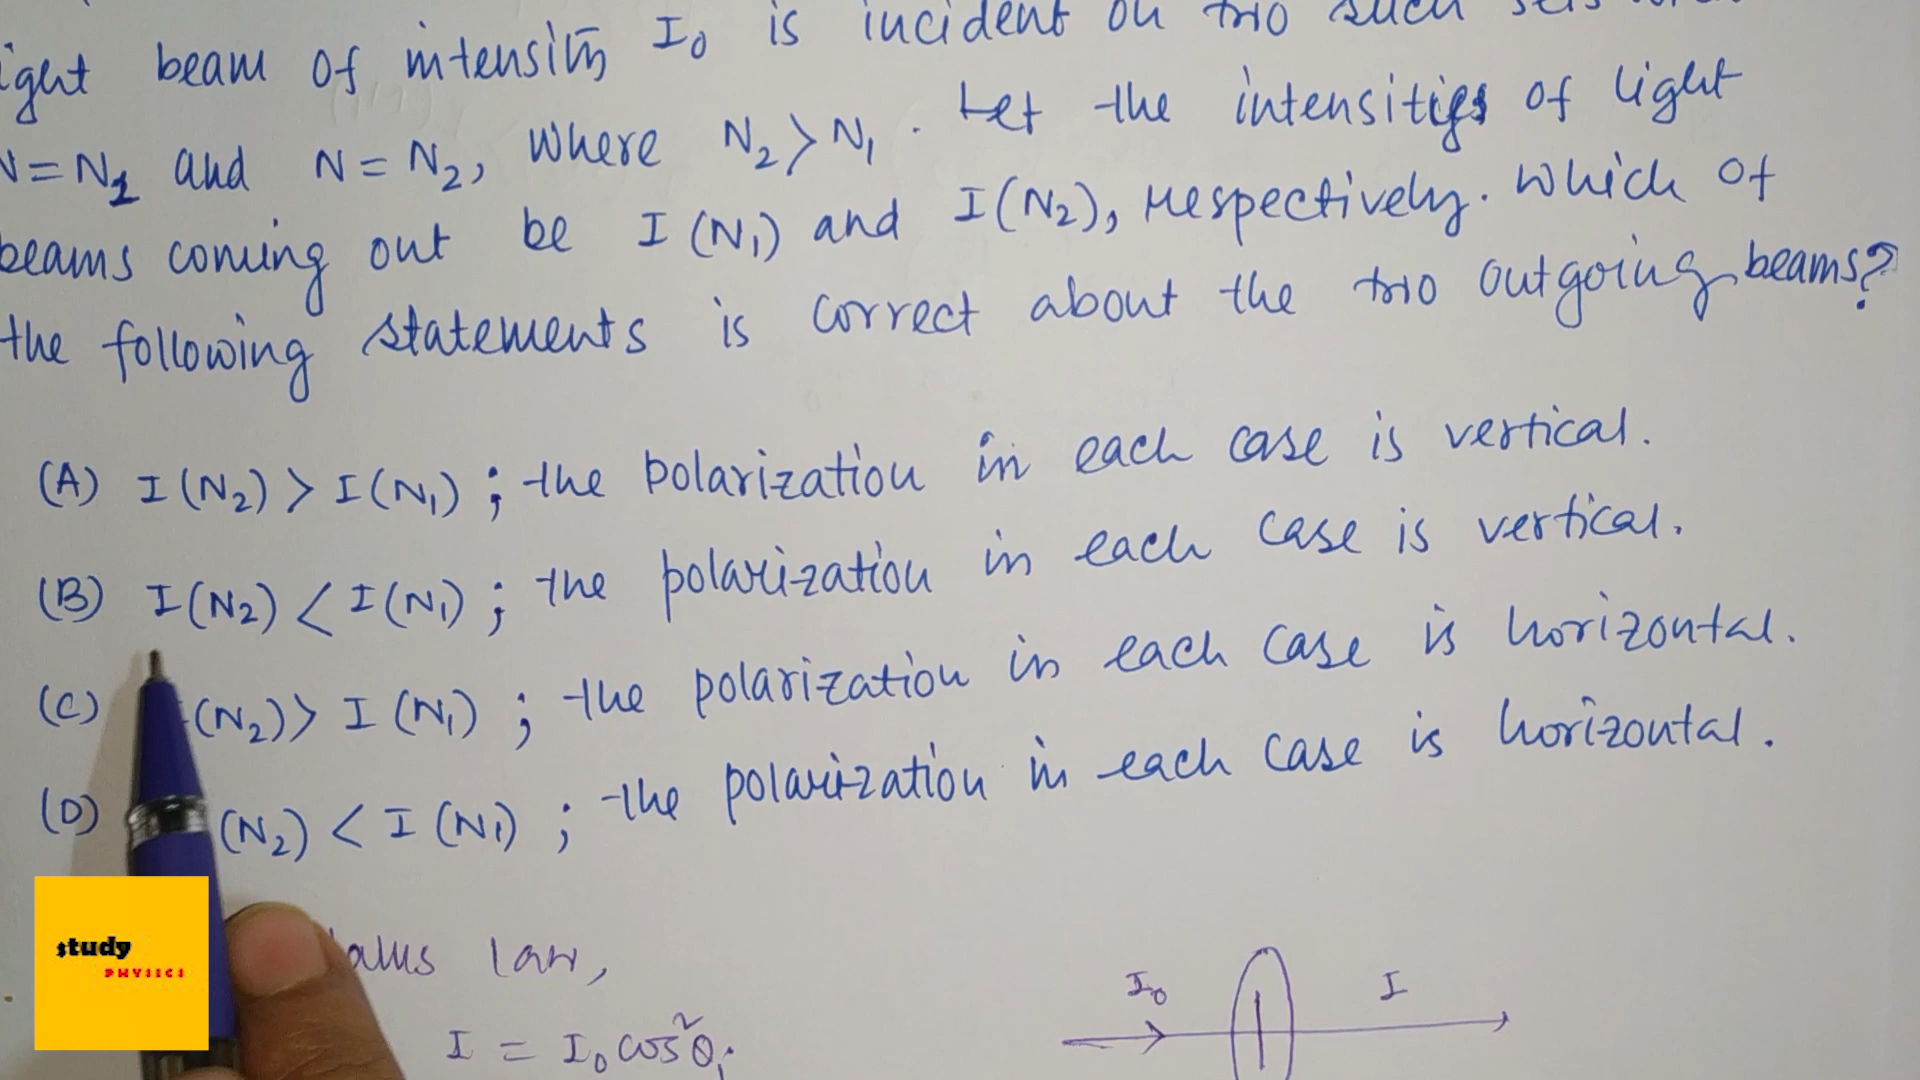 beam of intensity I₀ is incident on two such
N=N₁ and N=N₂, where N₂>N₁. Let the intensities of light
beams coming out be I(N₁) and I(N₂), respectively. Which of
the following statements is correct about the two outgoing beams?
(A) I(N₂)>I(N₁); the polarization in each case is vertical.
(B) I(N₂)<I(N₁); the polarization in each case is vertical.
(C) (N₂)>I(N₁); the polarization in each case is horizontal.
(D) (N₂)<I(N₁); the polarization in each case is horizontal.
law,
I₀ I
I = I₀cos²θ.
study
PHYSICS